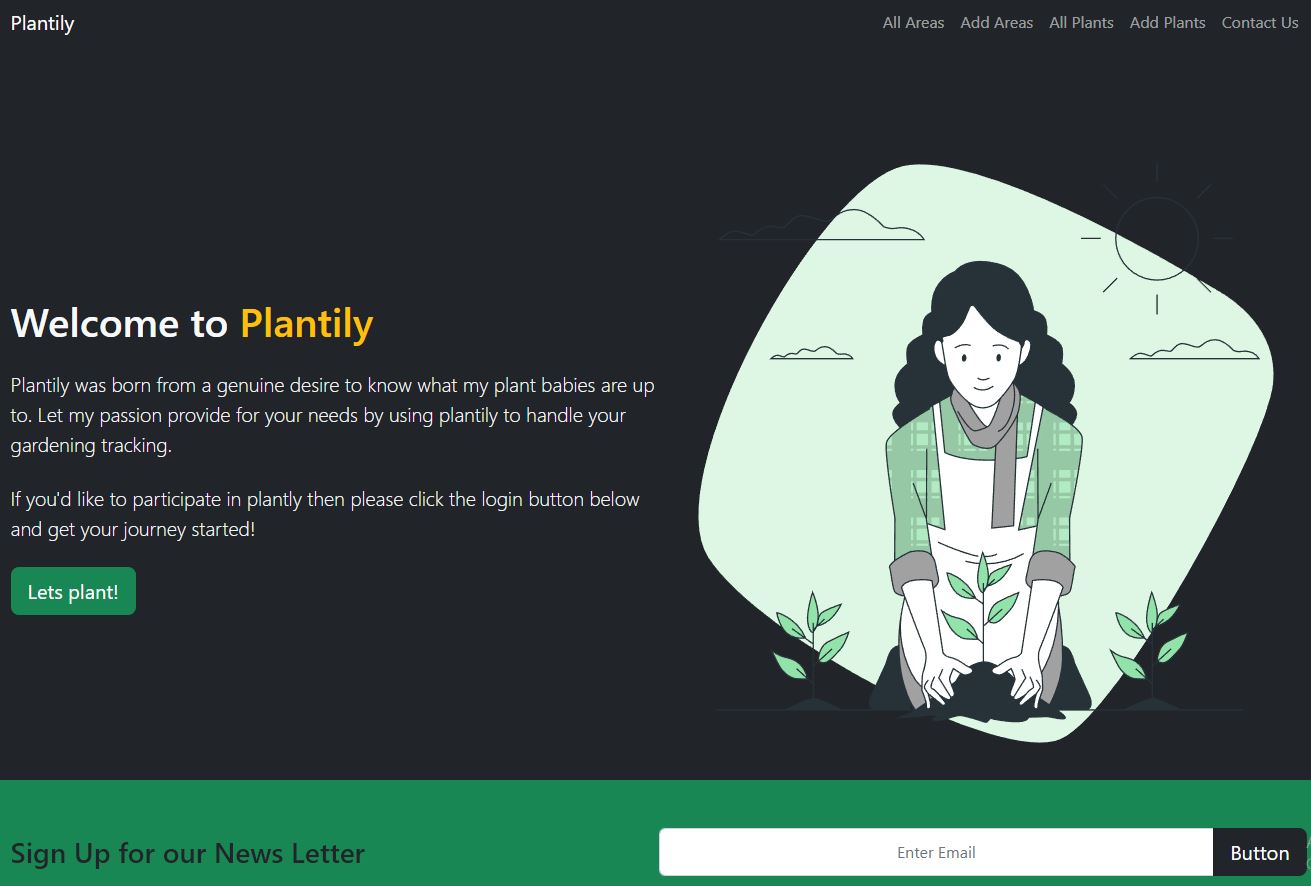 Plantily
All Areas Add Areas All Plants Add Plants Contact Us
Welcome to Plantily
Plantily was born from a genuine desire to know what my plant babies are up
to. Let my passion provide for your needs by using plantily to handle your
gardening tracking.
If you'd like to participate in plantly then please click the login button below
and get your journey started!
Lets plant!
Sign Up for our News Letter
Enter Email
Button